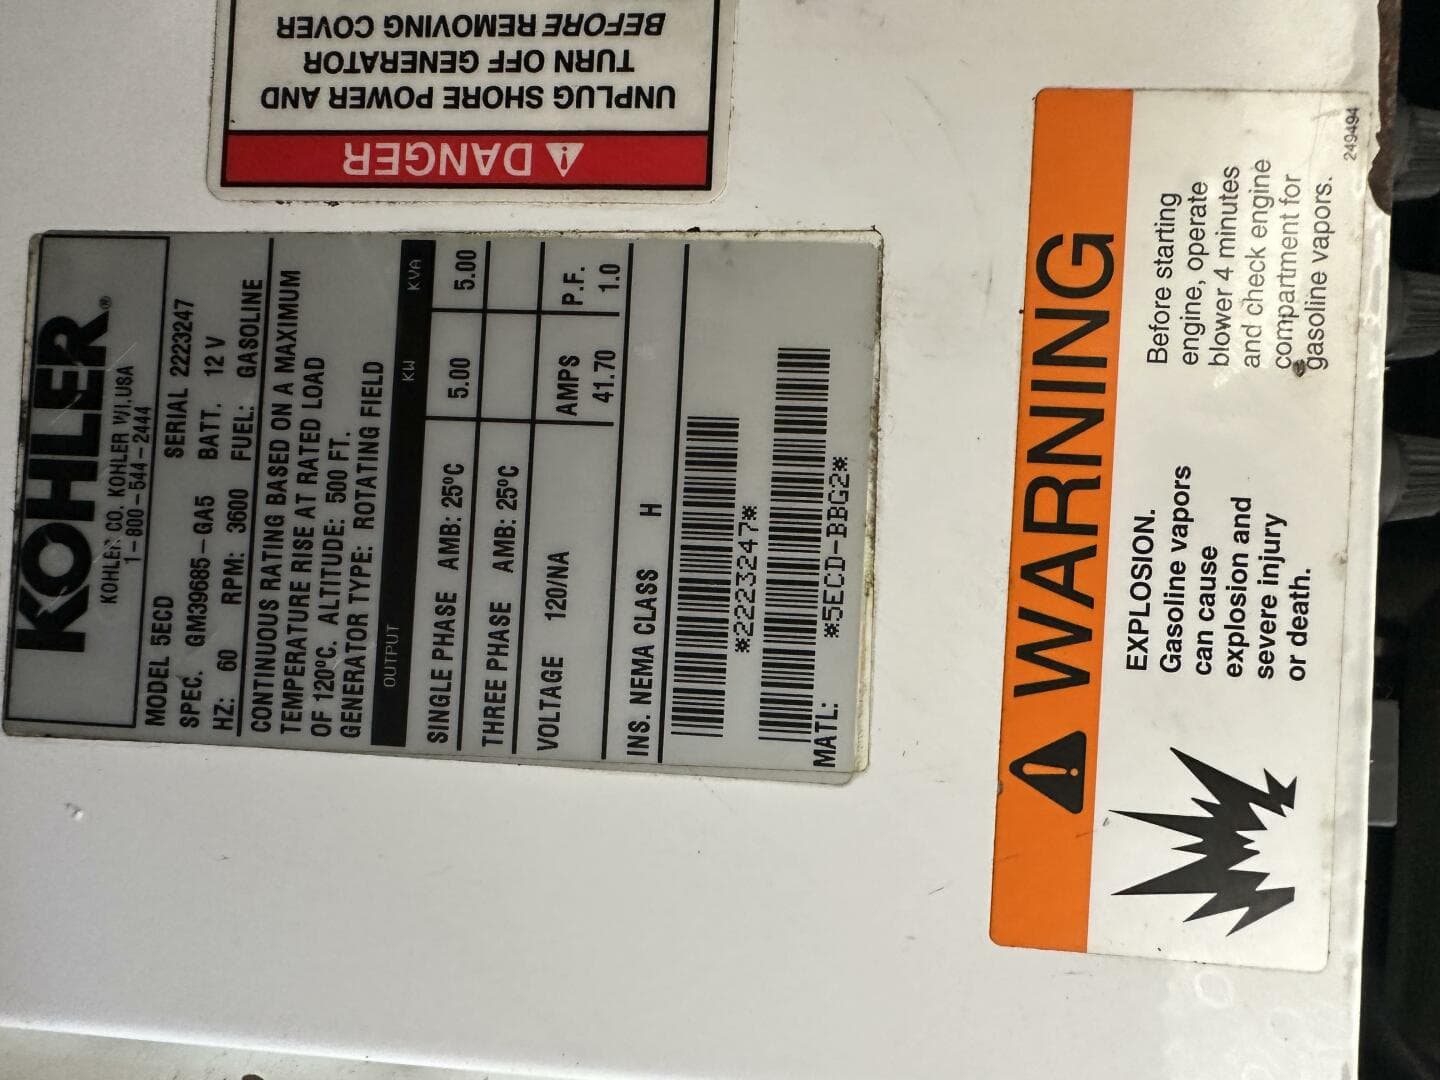 DANGER
UNPLUG SHORE POWER AND
TURN OFF GENERATOR
BEFORE REMOVING COVER
KOHLER®
KOHLER CO. KOHLER WI, USA
1-800-544-2444
MODEL 5ECD SERIAL 2223247
SPEC. GM39685-GA5 BATT. 12 V
HZ: 60 RPM: 3600 FUEL: GASOLINE
CONTINUOUS RATING BASED ON A MAXIMUM
TEMPERATURE RISE AT RATED LOAD
OF 120ºC. ALTITUDE: 500 FT.
GENERATOR TYPE: ROTATING FIELD
OUTPUT KW KVA
SINGLE PHASE AMB: 25ºC 5.00 5.00
THREE PHASE AMB: 25ºC
VOLTAGE 120/NA AMPS P.F.
41.70 1.0
INS. NEMA CLASS H
*2223247*
MATL: *5ECD-BBG2*
WARNING
EXPLOSION.
Gasoline vapors
can cause
explosion and
severe injury
or death.
Before starting
engine, operate
blower 4 minutes
and check engine
compartment for
gasoline vapors.
249494